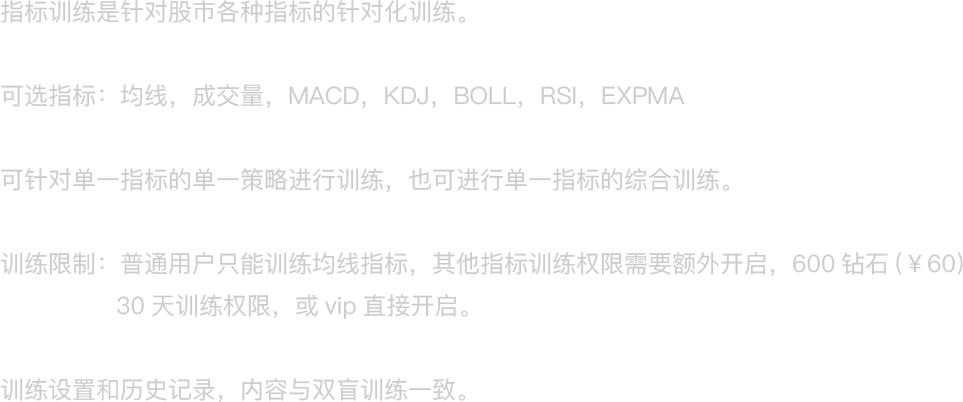 指标训练是针对股市各种指标的针对化训练。
可选指标：均线，成交量，MACD，KDJ，BOLL，RSI，EXPMA
可针对单一指标的单一策略进行训练，也可进行单一指标的综合训练。
训练限制：普通用户只能训练均线指标，其他指标训练权限需要额外开启，600 钻石 (￥60)
30 天训练权限，或 vip 直接开启。
训练设置和历史记录，内容与双盲训练一致。